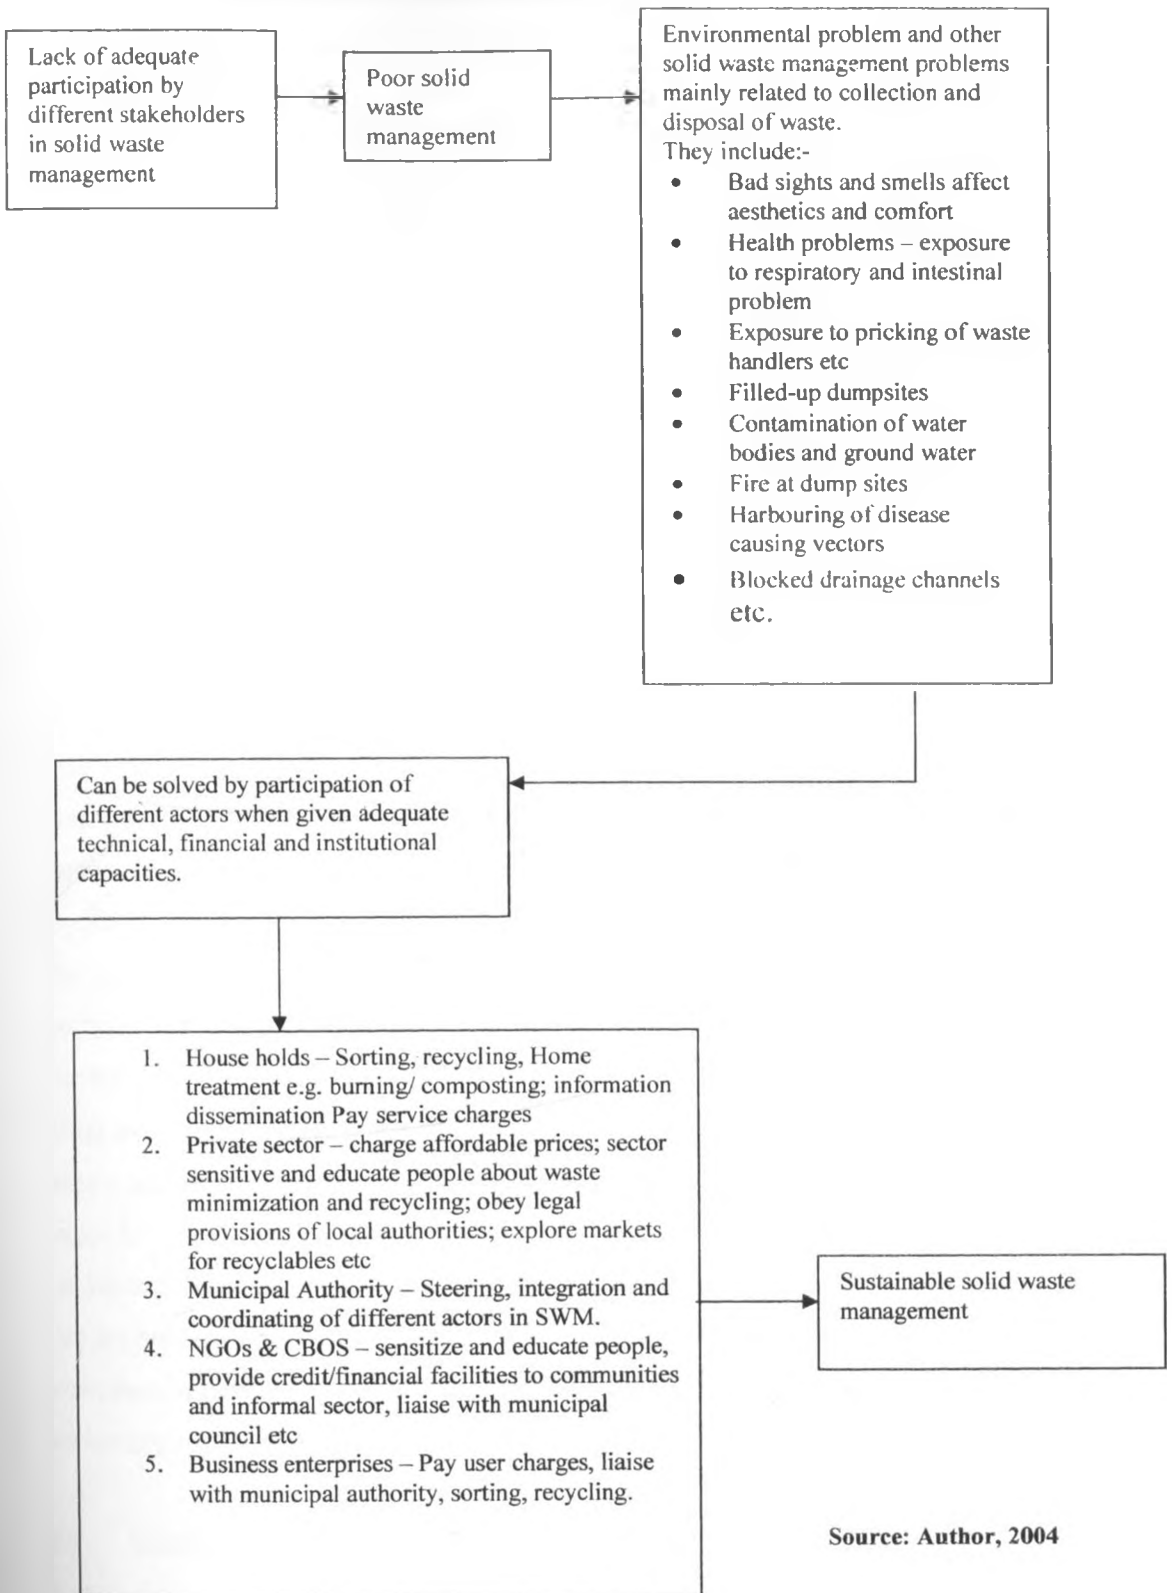 Lack of adequate
participation by
different stakeholders
in solid waste
management
Poor solid
waste
management
Environmental problem and other
solid waste management problems
mainly related to collection and
disposal of waste.
They include:-
• Bad sights and smells affect
aesthetics and comfort
• Health problems – exposure
to respiratory and intestinal
problem
• Exposure to pricking of waste
handlers etc
• Filled-up dumpsites
• Contamination of water
bodies and ground water
• Fire at dump sites
• Harbouring of disease
causing vectors
• Blocked drainage channels
etc.
Can be solved by participation of
different actors when given adequate
technical, financial and institutional
capacities.
1. House holds – Sorting, recycling, Home
treatment e.g. burning/ composting; information
dissemination Pay service charges
2. Private sector – charge affordable prices; sector
sensitive and educate people about waste
minimization and recycling; obey legal
provisions of local authorities; explore markets
for recyclables etc
3. Municipal Authority – Steering, integration and
coordinating of different actors in SWM.
4. NGOs & CBOS – sensitize and educate people,
provide credit/financial facilities to communities
and informal sector, liaise with municipal
council etc
5. Business enterprises – Pay user charges, liaise
with municipal authority, sorting, recycling.
Sustainable solid waste
management
Source: Author, 2004